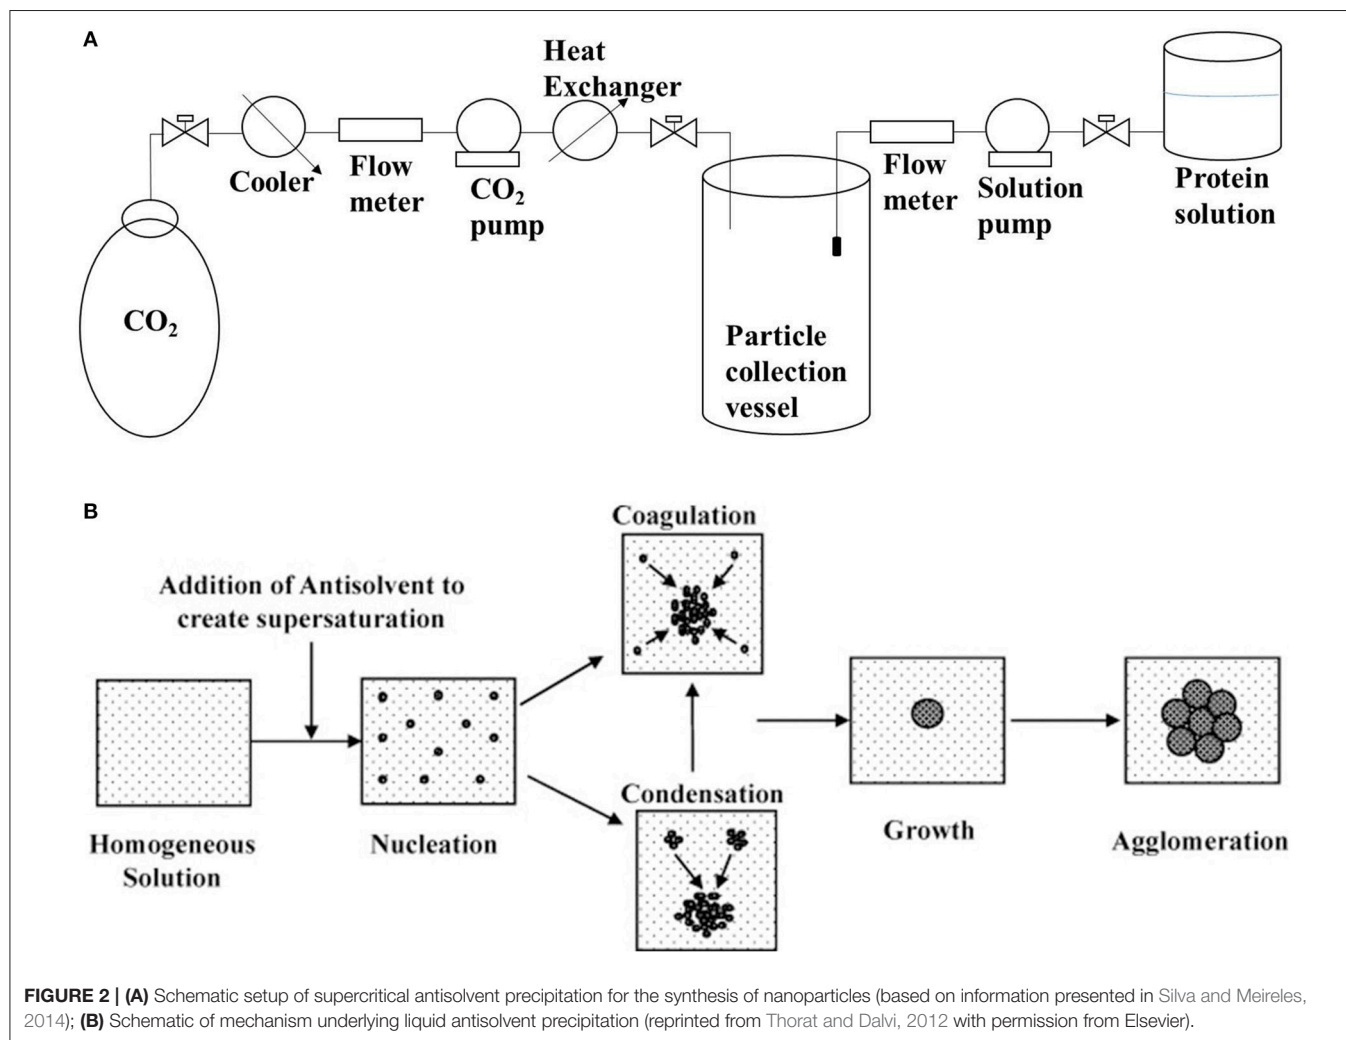 A
Heat
Exchanger
Cooler
Flow
meter
CO₂
pump
Flow
meter
Solution
pump
Protein
solution
CO₂
Particle
collection
vessel
B
Coagulation
Addition of Antisolvent to
create supersaturation
Condensation
Homogeneous
Solution
Nucleation
Growth
Agglomeration
FIGURE 2 | (A) Schematic setup of supercritical antisolvent precipitation for the synthesis of nanoparticles (based on information presented in Silva and Meireles,
2014); (B) Schematic of mechanism underlying liquid antisolvent precipitation (reprinted from Thorat and Dalvi, 2012 with permission from Elsevier).